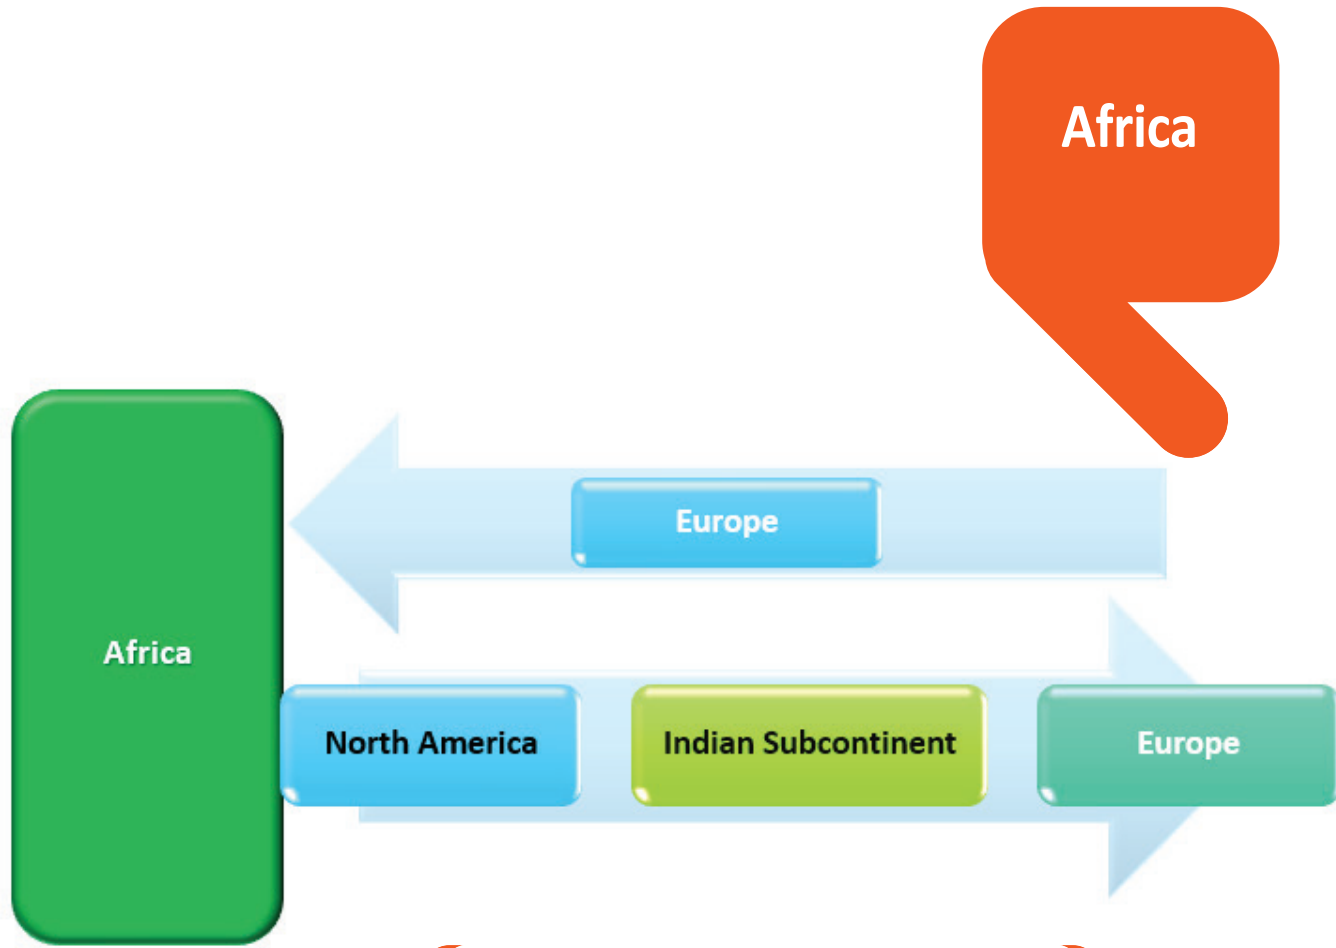 Africa
Europe
Africa
North America
Indian Subcontinent
Europe